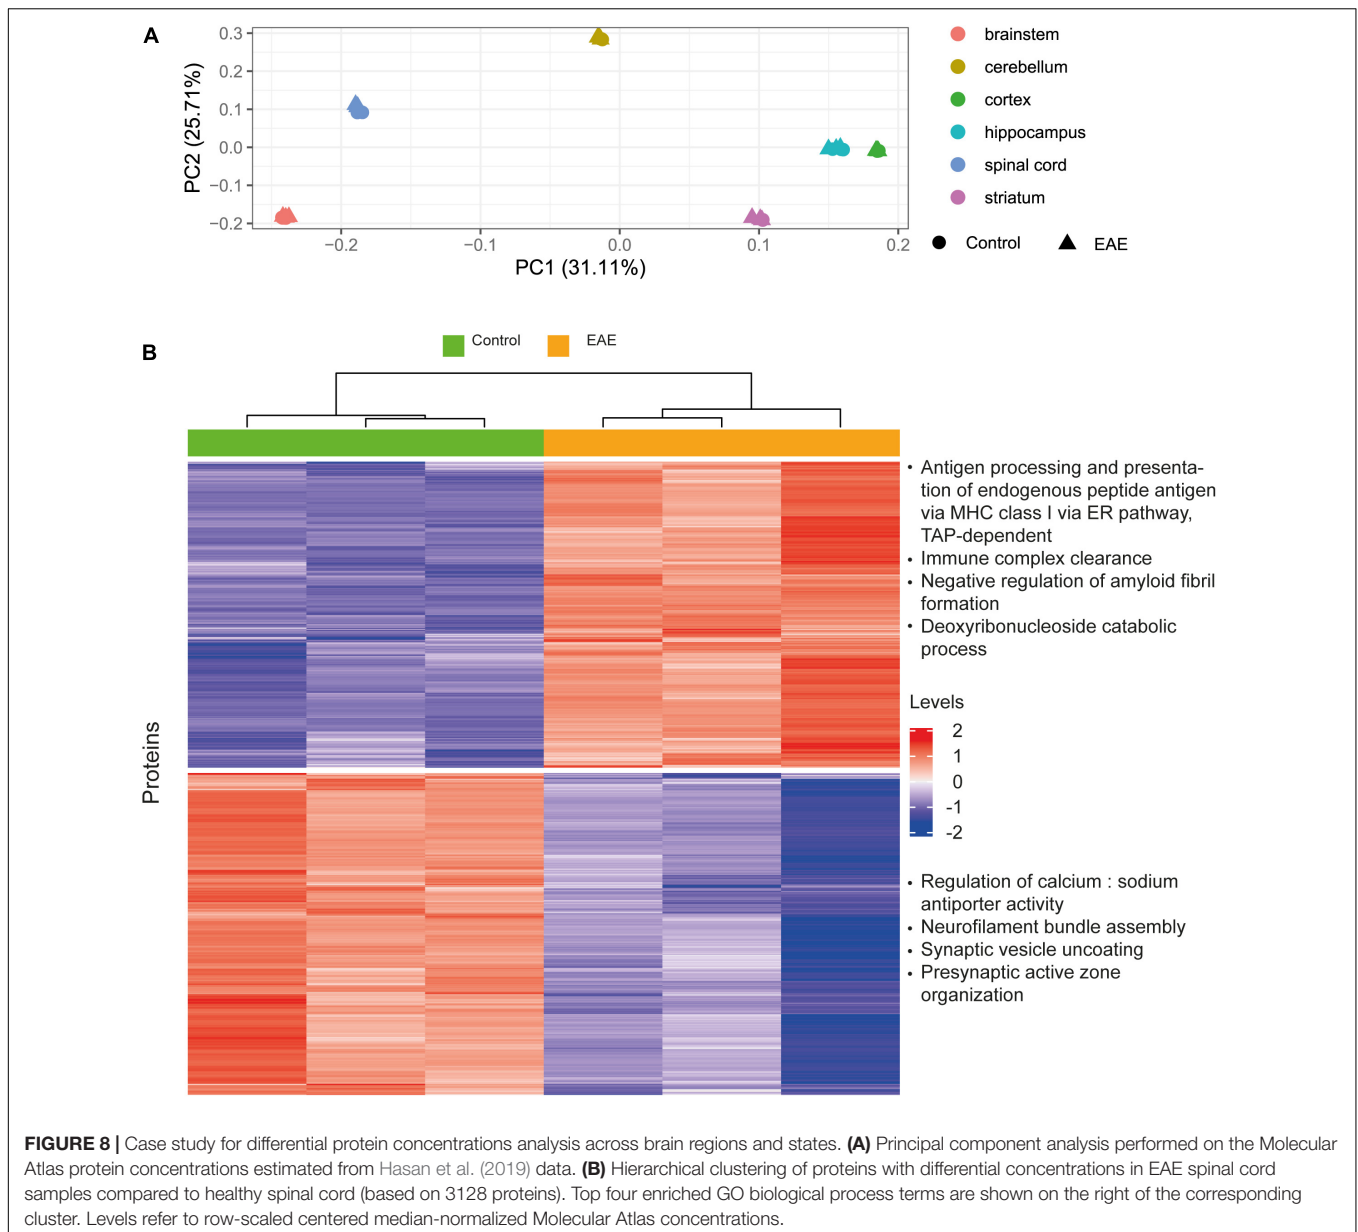 A
0.3
0.2
0.1
0.0
−0.1
−0.2
PC2 (25.71%)
−0.2
−0.1
0.0
0.1
0.2
PC1 (31.11%)
brainstem
cerebellum
cortex
hippocampus
spinal cord
striatum
Control
EAE
B
Control
EAE
Proteins
• Antigen processing and presenta-
tion of endogenous peptide antigen
via MHC class I via ER pathway,
TAP-dependent
• Immune complex clearance
• Negative regulation of amyloid fibril
formation
• Deoxyribonucleoside catabolic
process
Levels
2
1
0
-1
-2
• Regulation of calcium : sodium
antiporter activity
• Neurofilament bundle assembly
• Synaptic vesicle uncoating
• Presynaptic active zone
organization
FIGURE 8 | Case study for differential protein concentrations analysis across brain regions and states. (A) Principal component analysis performed on the Molecular
Atlas protein concentrations estimated from Hasan et al. (2019) data. (B) Hierarchical clustering of proteins with differential concentrations in EAE spinal cord
samples compared to healthy spinal cord (based on 3128 proteins). Top four enriched GO biological process terms are shown on the right of the corresponding
cluster. Levels refer to row-scaled centered median-normalized Molecular Atlas concentrations.